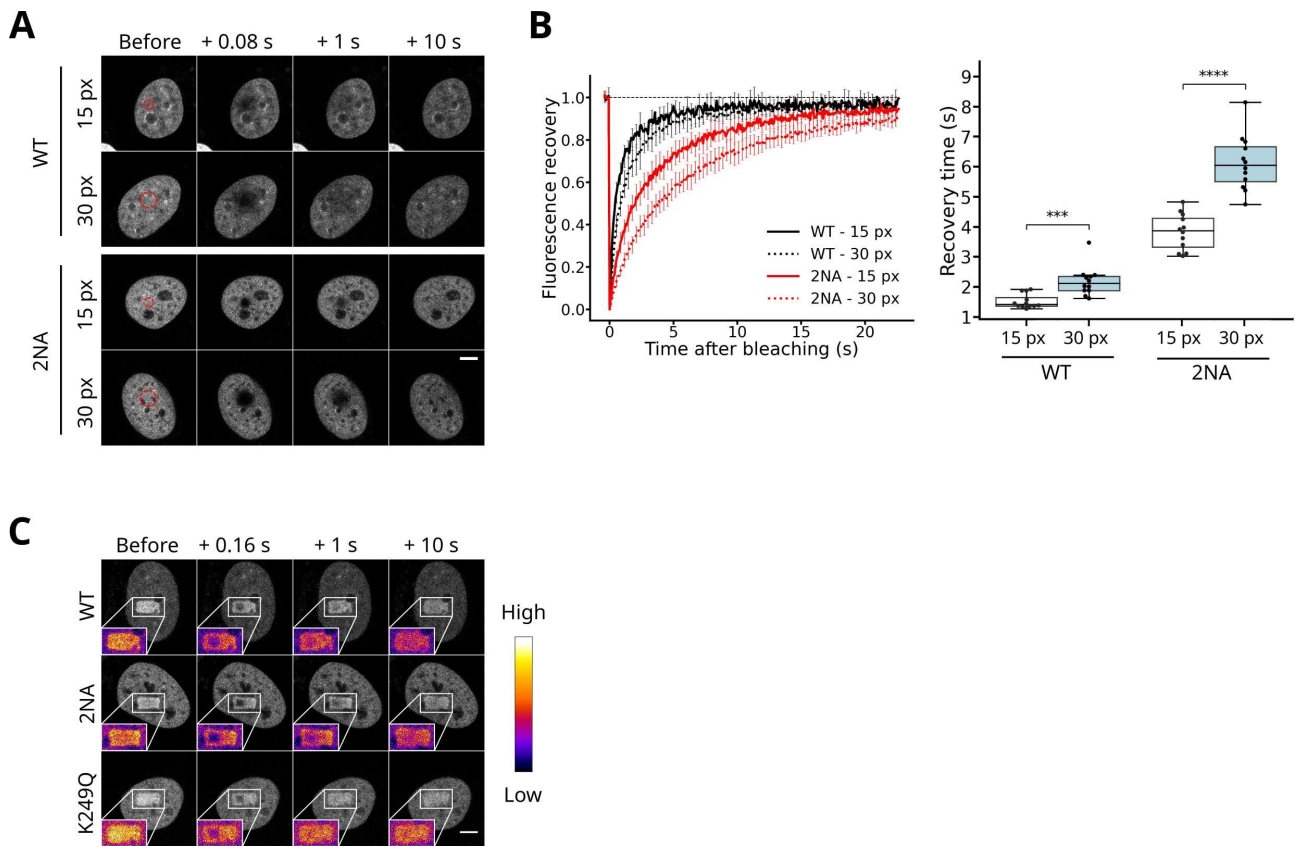 A
Before + 0.08 s + 1 s + 10 s
WT
15 px
30 px
2NA
15 px
30 px
B
Fluorescence recovery
1.0
0.8
0.6
0.4
0.2
0.0
WT - 15 px
WT - 30 px
2NA - 15 px
2NA - 30 px
0 5 10 15 20
Time after bleaching (s)
Recovery time (s)
9
8
7
6
5
4
3
2
1
***
****
15 px 30 px 15 px 30 px
WT 2NA
C
Before + 0.16 s + 1 s + 10 s
WT
2NA
K249Q
High
Low